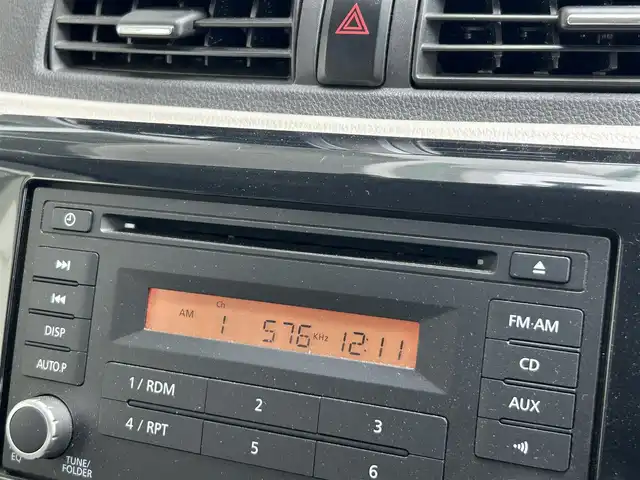 AM Ch 1 576 KHz 12:11
DISP
AUTO.P
FM·AM
CD
AUX
1 / RDM
2
3
4 / RPT
5
6
EQ
TUNE/
FOLDER